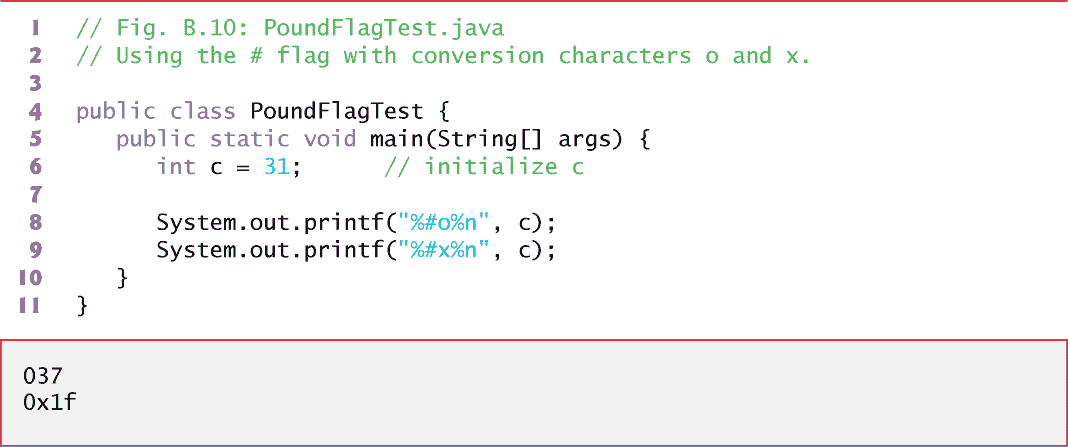 1 // Fig. B.10: PoundFlagTest.java
2 // Using the # flag with conversion characters o and x.
3
4 public class PoundFlagTest {
5    public static void main(String[] args) {
6       int c = 31;      // initialize c
7
8       System.out.printf("%#o%n", c);
9       System.out.printf("%#x%n", c);
10    }
11 }
037
0x1f